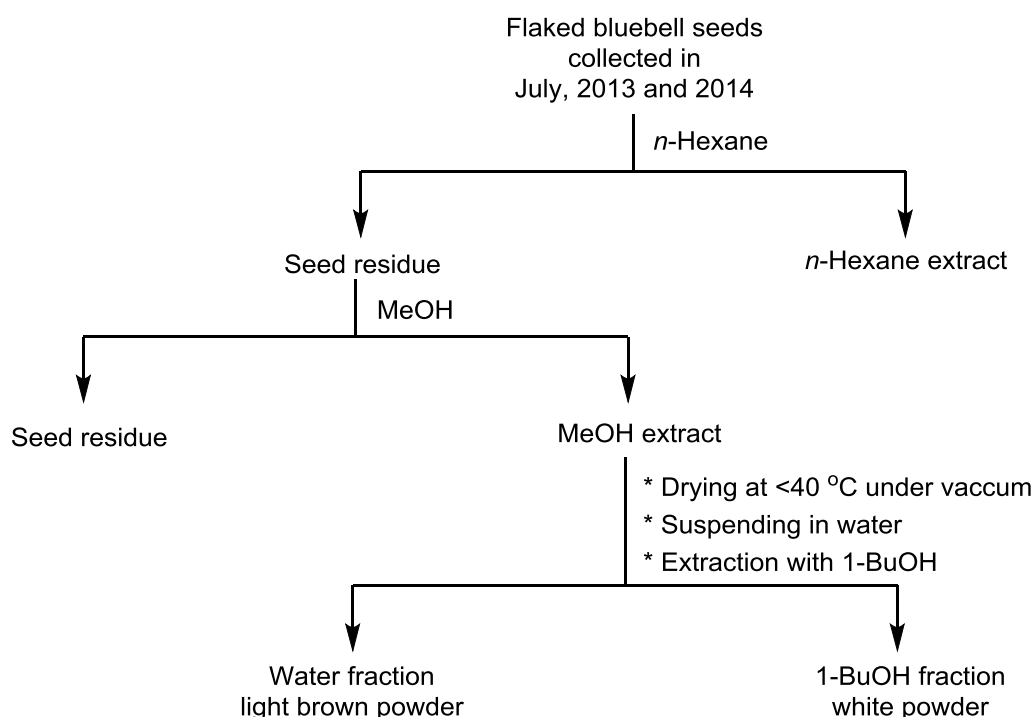 Flaked bluebell seeds
collected in
July, 2013 and 2014
n-Hexane
Seed residue
n-Hexane extract
MeOH
Seed residue
MeOH extract
* Drying at <40 °C under vaccum
* Suspending in water
* Extraction with 1-BuOH
Water fraction
light brown powder
1-BuOH fraction
white powder